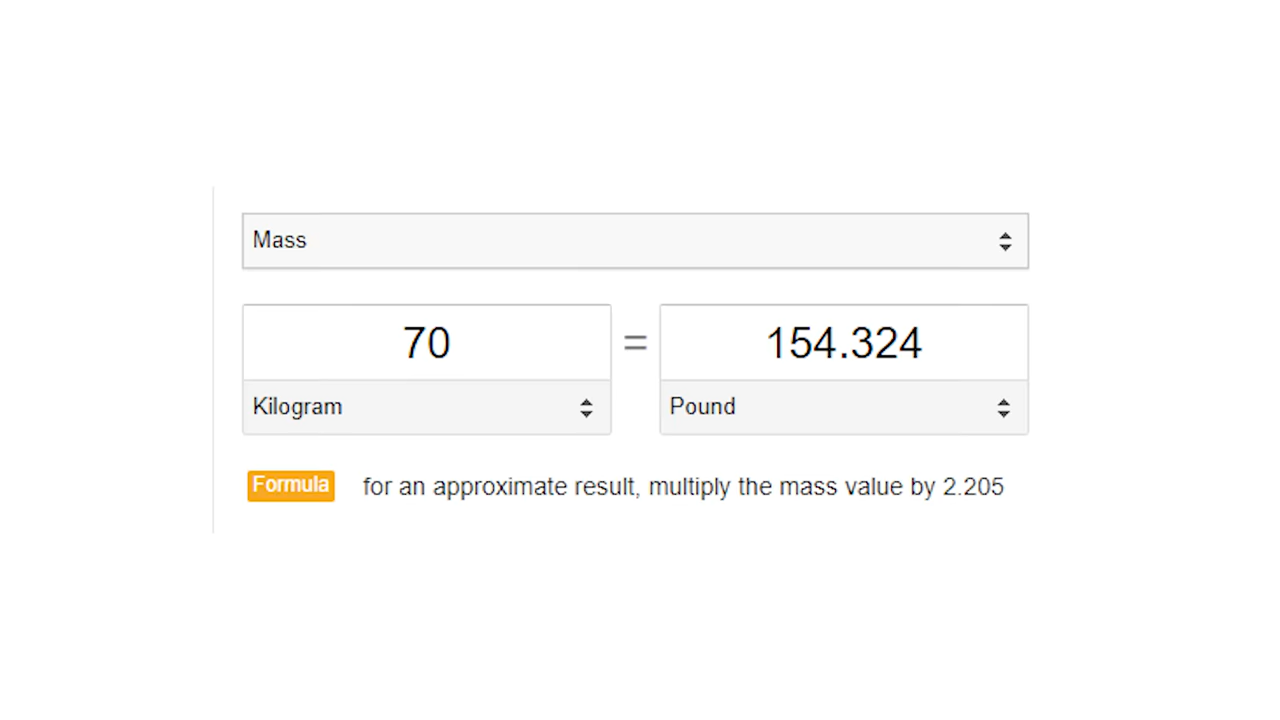 Mass
70 = 154.324
Kilogram Pound
Formula for an approximate result, multiply the mass value by 2.205